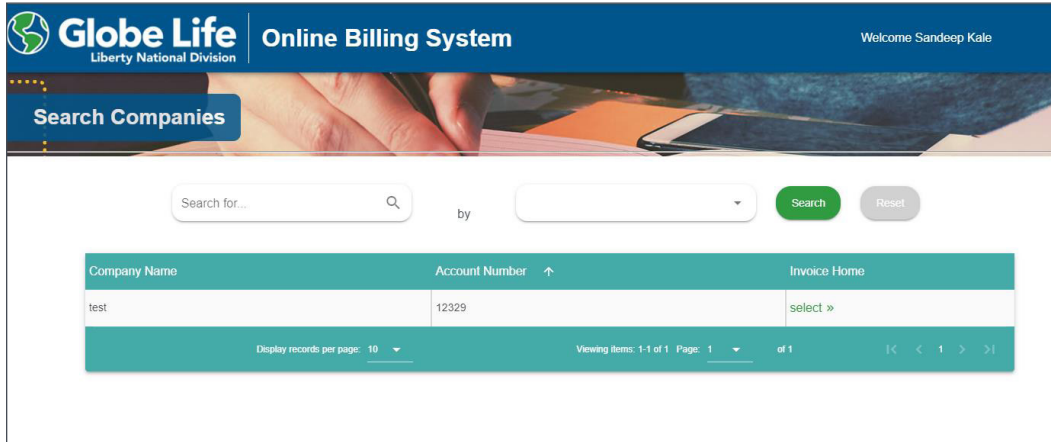 Globe Life
Liberty National Division
Online Billing System
Welcome Sandeep Kale
Search Companies
Search for...
by
Search
Reset
Company Name Account Number ↑ Invoice Home
test 12329 select »
Display records per page: 10 Viewing items: 1-1 of 1 Page: 1 of 1 |< < 1 > >|